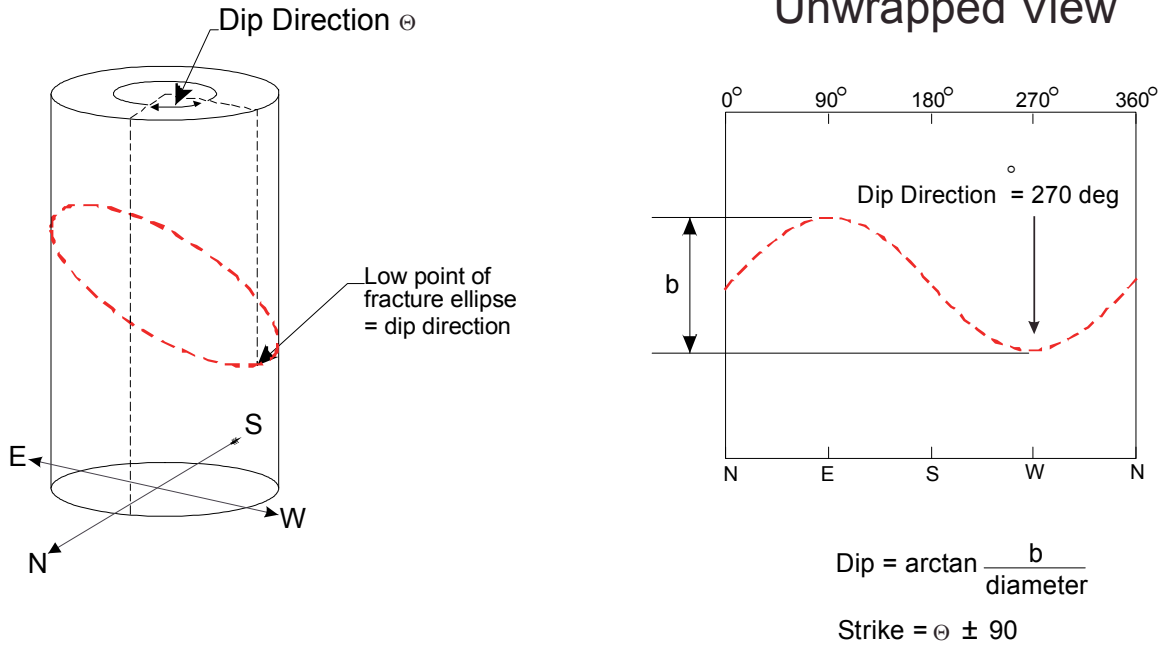 Dip Direction Θ
Low point of
fracture ellipse
= dip direction
S
E
W
N
Unwrapped View
0° 90° 180° 270° 360°
Dip Direction ° = 270 deg
b
N E S W N
Dip = arctan b
diameter
Strike = Θ ± 90